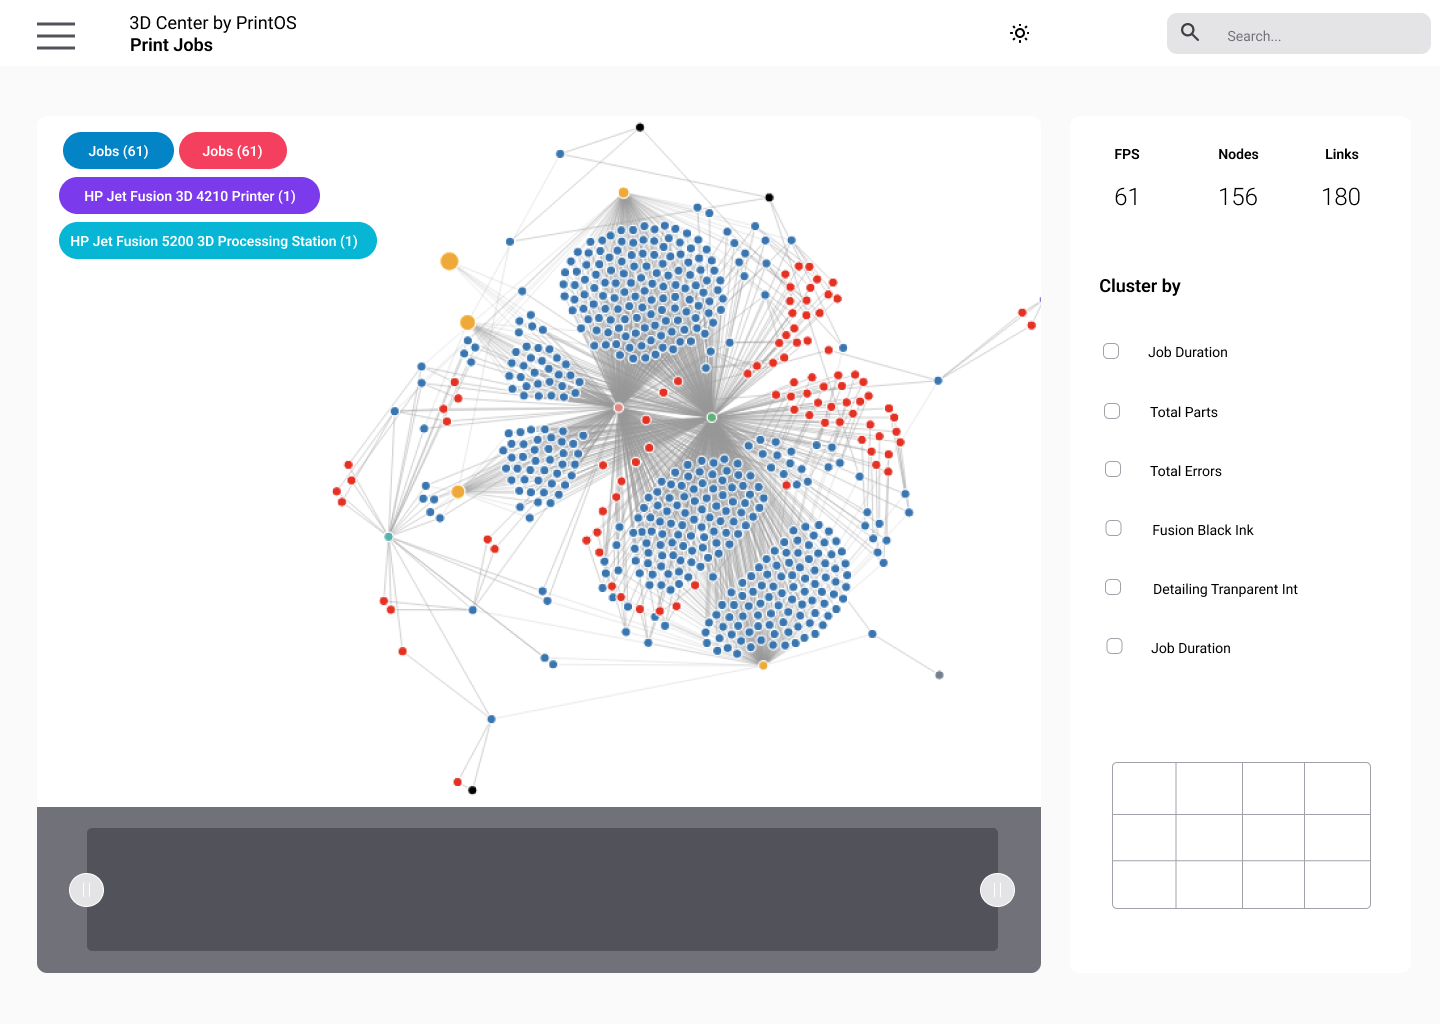 3D Center by PrintOS
Print Jobs
Search...
Jobs (61)
Jobs (61)
HP Jet Fusion 3D 4210 Printer (1)
HP Jet Fusion 5200 3D Processing Station (1)
FPS
Nodes
Links
61
156
180
Cluster by
Job Duration
Total Parts
Total Errors
Fusion Black Ink
Detailing Tranparent Int
Job Duration